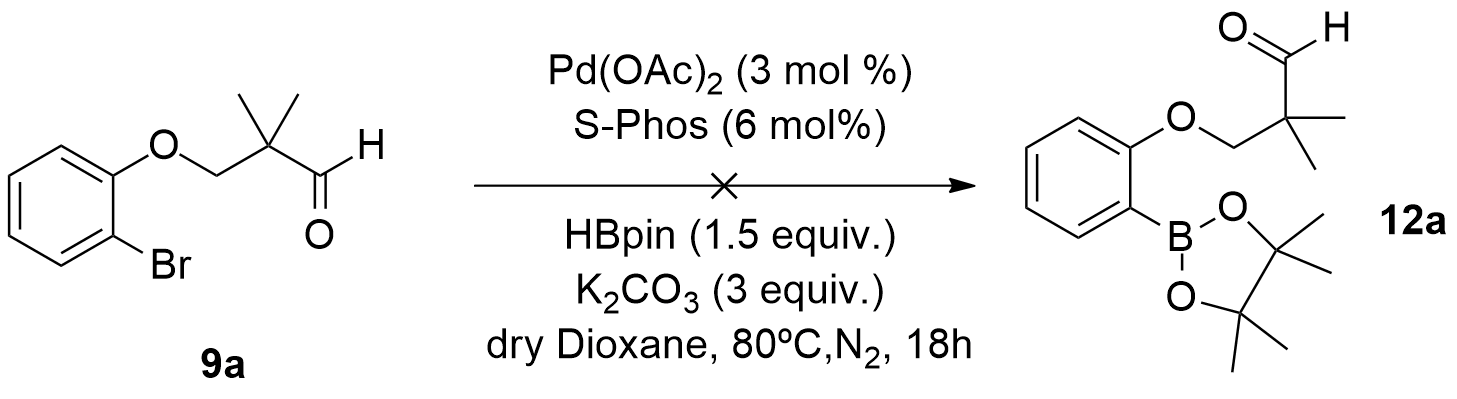 Pd(OAc)2 (3 mol %)
S-Phos (6 mol%)
HBpin (1.5 equiv.)
K2CO3 (3 equiv.)
dry Dioxane, 80ºC,N2, 18h
O
H
O
Br
9a
O
H
O
B
O
O
12a